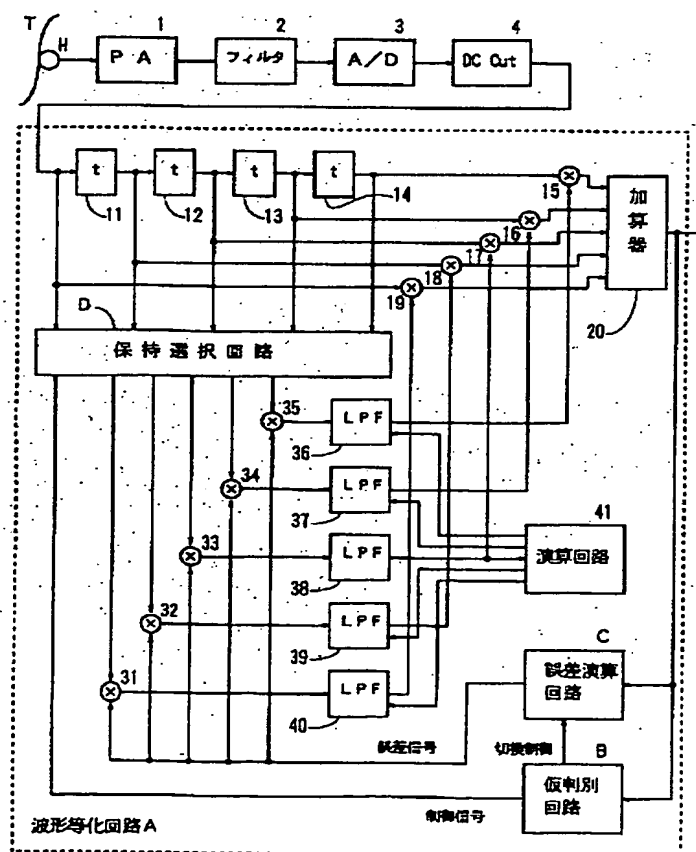 T
H
1
2
3
4
PA
フィルタ
A/D
DC Cut
t
t
t
t
11
12
13
14
15
16
17
18
19
加算器
20
D
保持選択回路
35
LPF
36
34
LPF
37
33
LPF
38
32
LPF
39
31
LPF
40
41
演算回路
C
誤差演算
回路
誤差信号
切換制御
B
仮判別
回路
制御信号
波形等化回路A